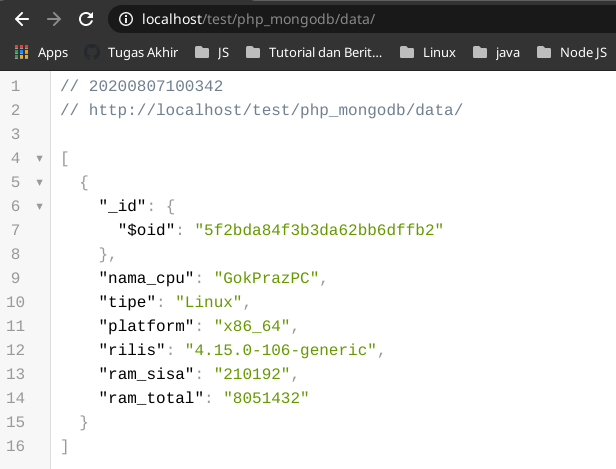 localhost/test/php_mongodb/data/
Apps Tugas Akhir JS Tutorial dan Berit... Linux java Node JS
1 // 20200807100342
2 // http://localhost/test/php_mongodb/data/
3
4 [
5 {
6 "_id": {
7 "$oid": "5f2bda84f3b3da62bb6dffb2"
8 },
9 "nama_cpu": "GokPrazPC",
10 "tipe": "Linux",
11 "platform": "x86_64",
12 "rilis": "4.15.0-106-generic",
13 "ram_sisa": "210192",
14 "ram_total": "8051432"
15 }
16 ]